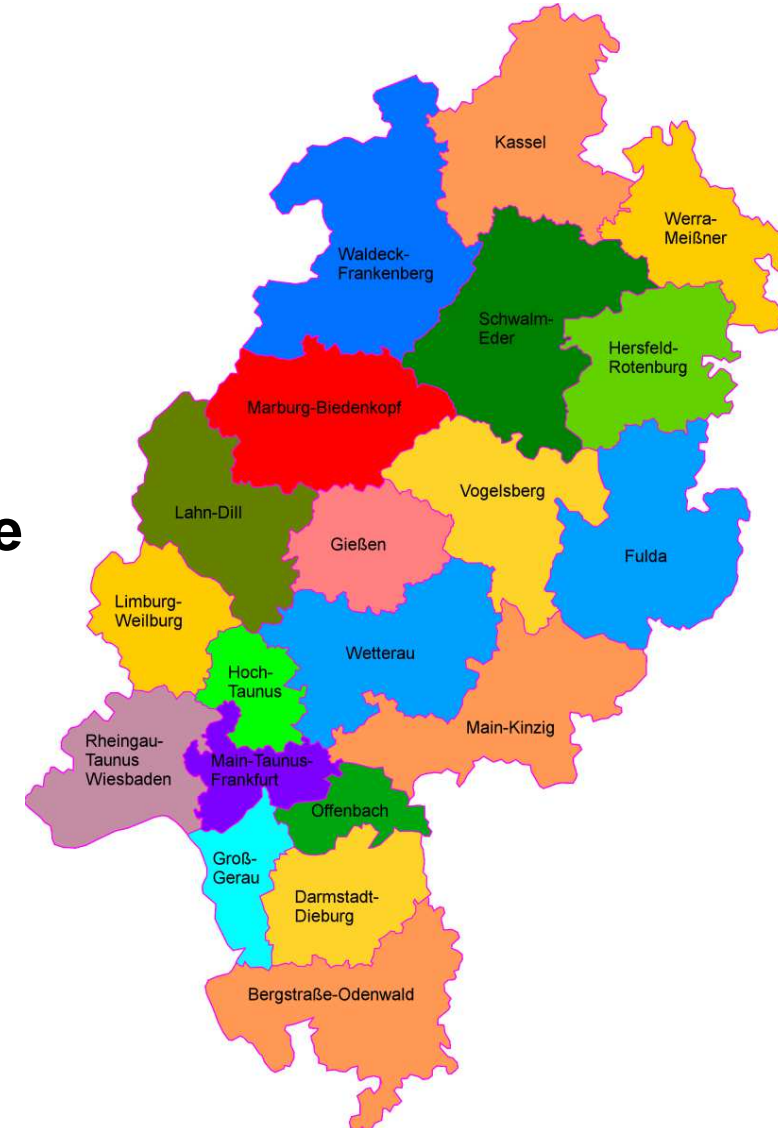 Kassel
Werra-
Meißner
Waldeck-
Frankenberg
Schwalm-
Eder
Hersfeld-
Rotenburg
Marburg-Biedenkopf
Vogelsberg
Lahn-Dill
e
Gießen
Fulda
Limburg-
Weilburg
Wetterau
Hoch-
Taunus
Main-Kinzig
Rheingau-
Taunus
Wiesbaden
Main-Taunus-
Frankfurt
Offenbach
Groß-
Gerau
Darmstadt-
Dieburg
Bergstraße-Odenwald